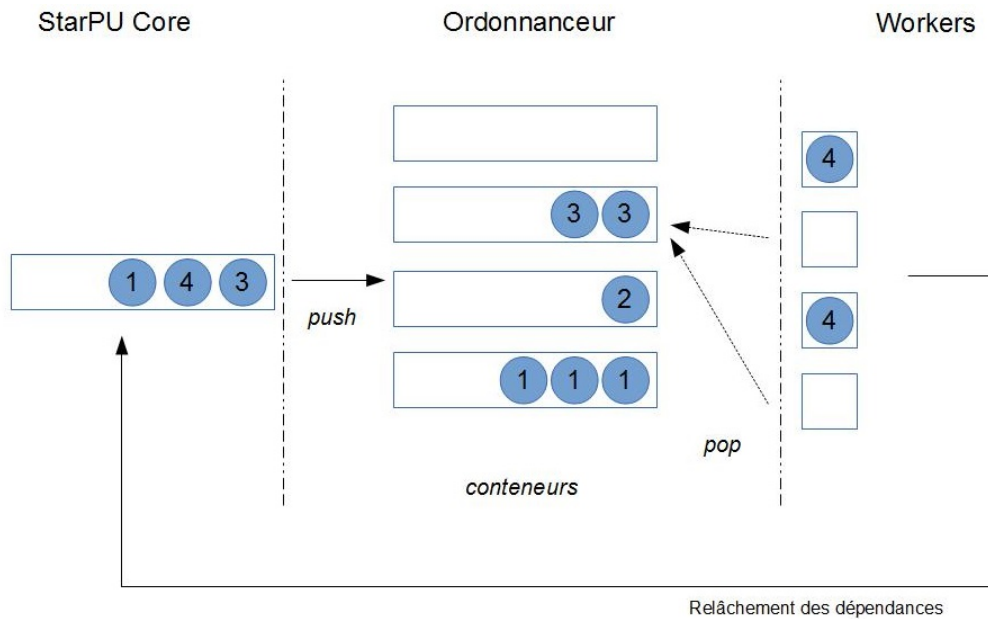 StarPU Core
Ordonnanceur
Workers
4
3 3
1 4 3
push
2
4
1 1 1
pop
conteneurs
Relâchement des dépendances